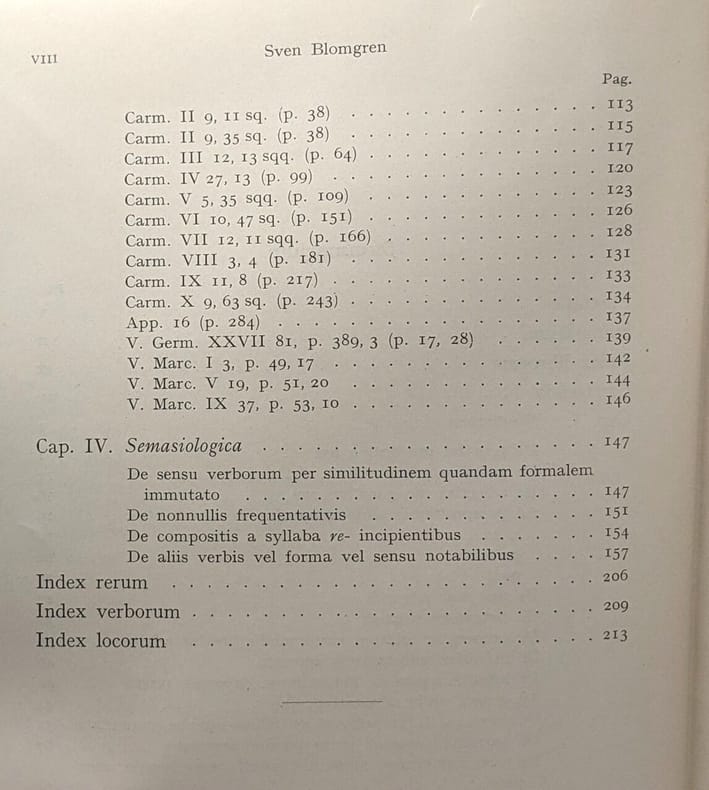 VIII Sven Blomgren
Pag.
Carm. II 9, 11 sq. (p. 38) . . . . . . . . . . . . . . 113
Carm. II 9, 35 sq. (p. 38) . . . . . . . . . . . . . . 115
Carm. III 12, 13 sqq. (p. 64) . . . . . . . . . . . . . 117
Carm. IV 27, 13 (p. 99) . . . . . . . . . . . . . . . 120
Carm. V 5, 35 sqq. (p. 109) . . . . . . . . . . . . . 123
Carm. VI 10, 47 sq. (p. 151) . . . . . . . . . . . . . 126
Carm. VII 12, 11 sqq. (p. 166) . . . . . . . . . . . . 128
Carm. VIII 3, 4 (p. 181) . . . . . . . . . . . . . . 131
Carm. IX 11, 8 (p. 217) . . . . . . . . . . . . . . . 133
Carm. X 9, 63 sq. (p. 243) . . . . . . . . . . . . . . 134
App. 16 (p. 284) . . . . . . . . . . . . . . . . . . 137
V. Germ. XXVII 81, p. 389, 3 (p. 17, 28) . . . . . . 139
V. Marc. I 3, p. 49, 17 . . . . . . . . . . . . . . . 142
V. Marc. V 19, p. 51, 20 . . . . . . . . . . . . . . 144
V. Marc. IX 37, p. 53, 10 . . . . . . . . . . . . . . 146
Cap. IV. Semasiologica . . . . . . . . . . . . . . . . . . . 147
De sensu verborum per similitudinem quandam formalem
immutato . . . . . . . . . . . . . . . . . . . . 147
De nonnullis frequentativis . . . . . . . . . . . . . 151
De compositis a syllaba re- incipientibus . . . . . . . 154
De aliis verbis vel forma vel sensu notabilibus . . . . 157
Index rerum . . . . . . . . . . . . . . . . . . . . . . . . 206
Index verborum . . . . . . . . . . . . . . . . . . . . . . . 209
Index locorum . . . . . . . . . . . . . . . . . . . . . . . 213